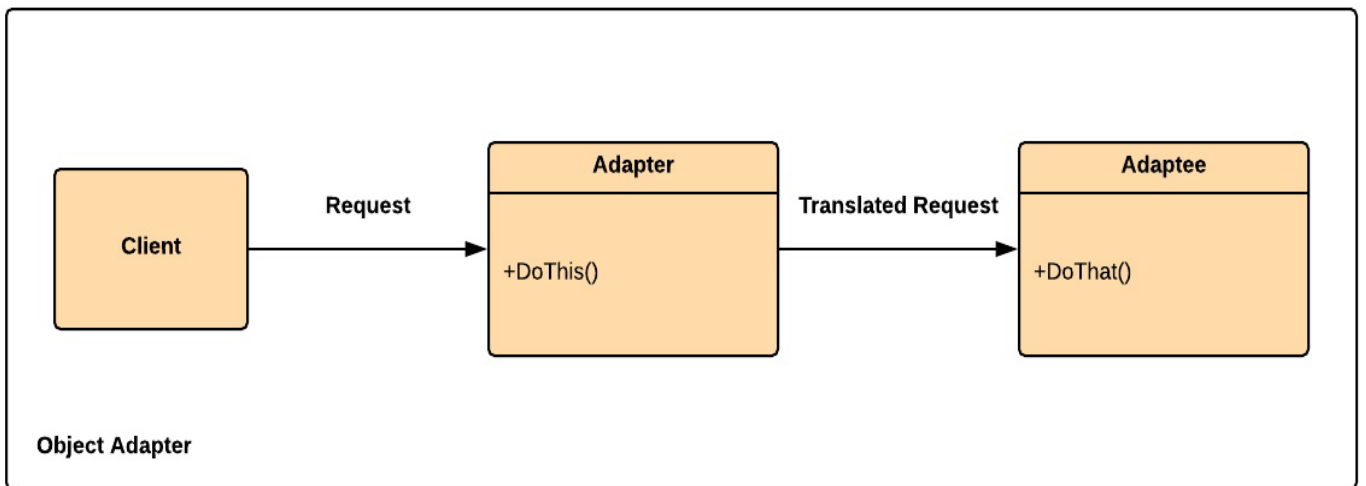 Adapter
Adaptee
Request
Translated Request
Client
+DoThis()
+DoThat()
Object Adapter